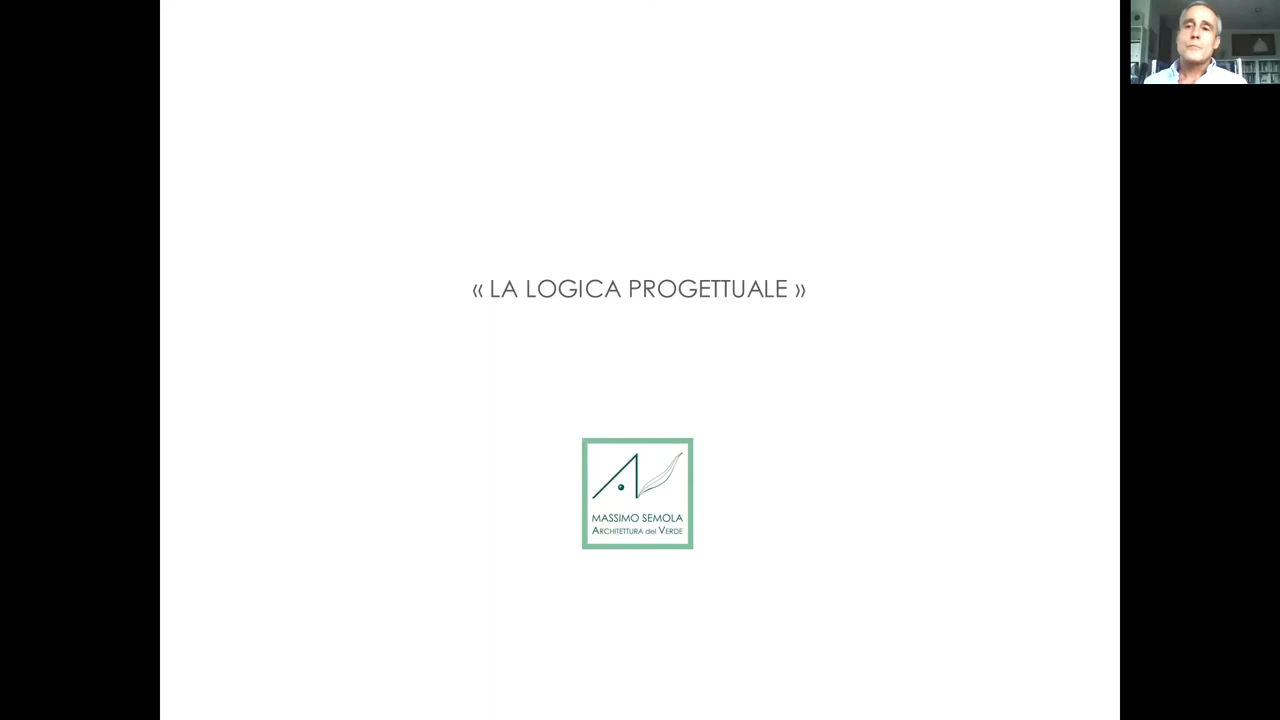 « LA LOGICA PROGETTUALE »
MASSIMO SEMOLA
ARCHITETTURA del VERDE